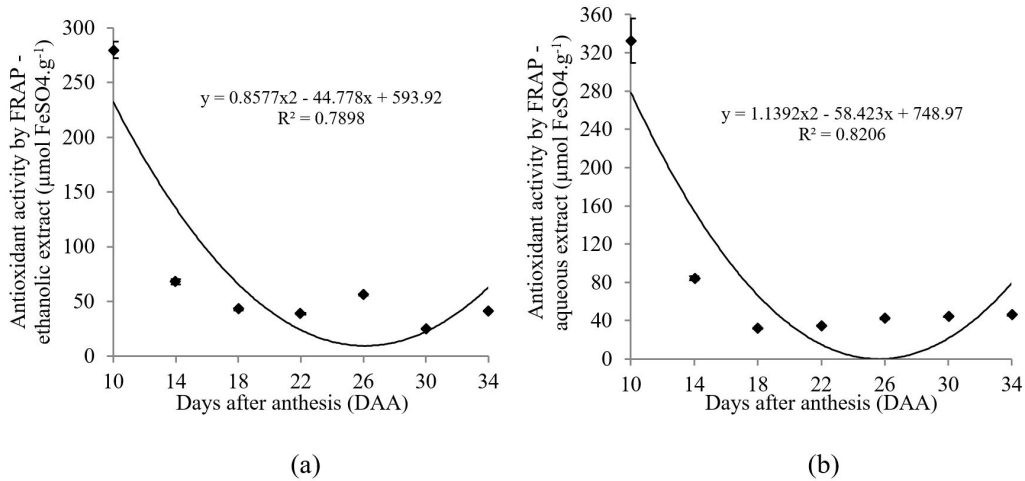 Antioxidant activity by FRAP -
ethanolic extract (µmol FeSO4.g⁻¹)
300
250
200
150
100
50
0
y = 0.8577x2 - 44.778x + 593.92
R² = 0.7898
10 14 18 22 26 30 34
Days after anthesis (DAA)
(a)
Antioxidant activity by FRAP -
aqueous extract (µmol FeSO4.g⁻¹)
360
320
280
240
200
160
120
80
40
0
y = 1.1392x2 - 58.423x + 748.97
R² = 0.8206
10 14 18 22 26 30 34
Days after anthesis (DAA)
(b)